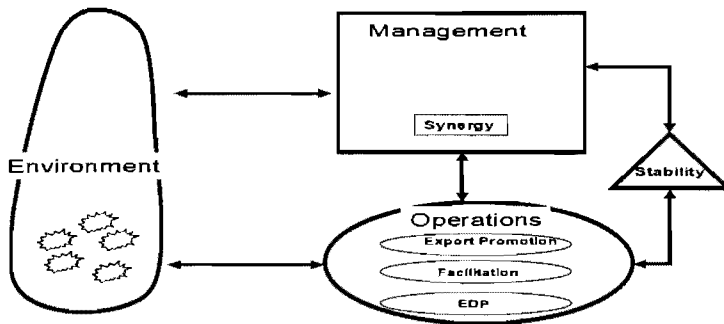 Management
Synergy
Environment
Stability
Operations
Export Promotion
Facilitation
EDP